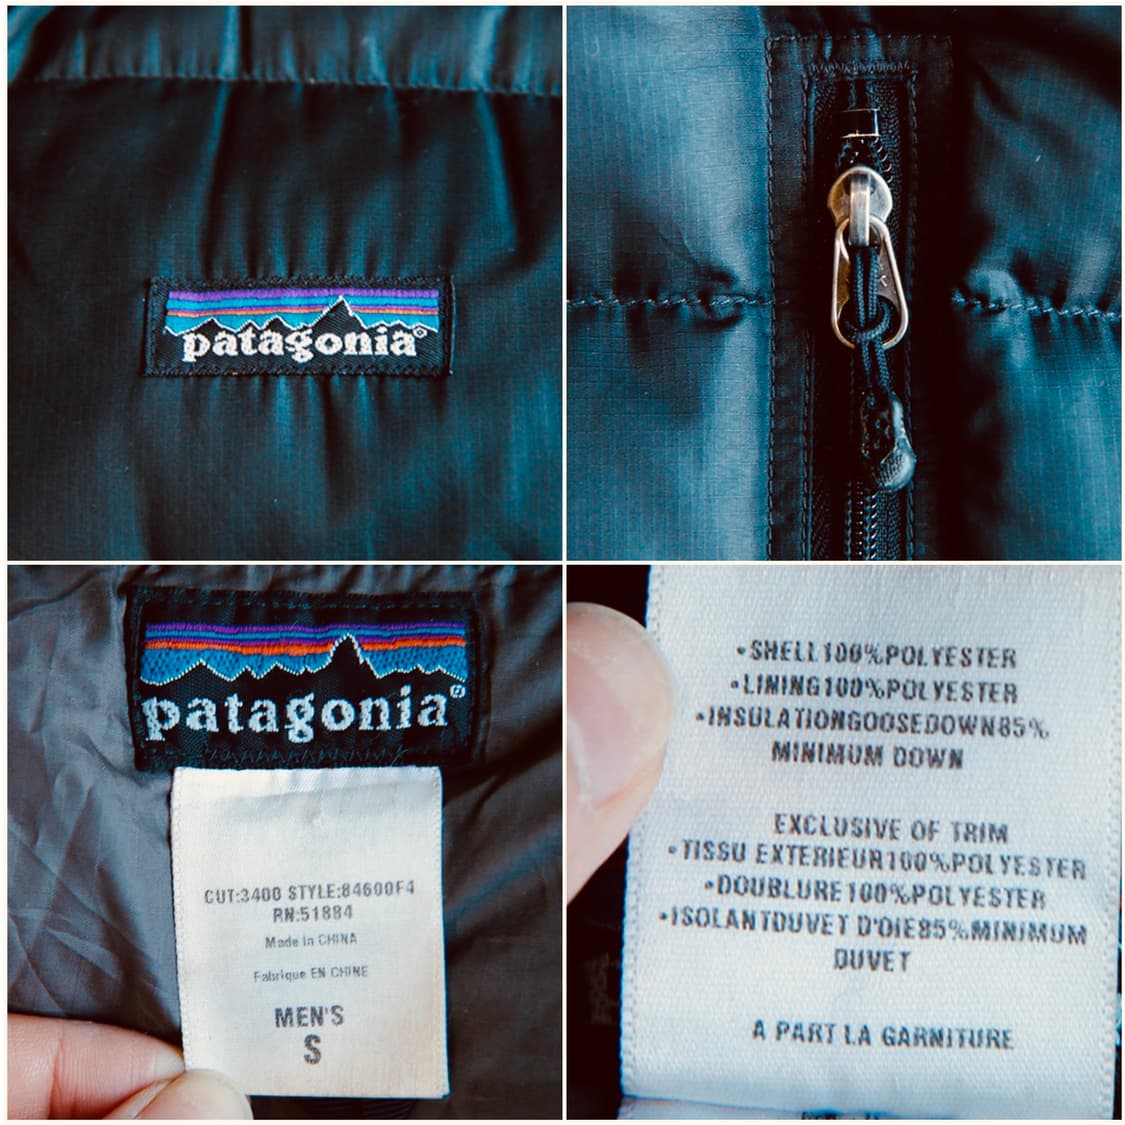 patagonia®
patagonia®
CUT:3400 STYLE:84600F4
RN:51884
Made in CHINA
Fabrique EN CHINE
MEN'S
S
•SHELL100%POLYESTER
•LINING100%POLYESTER
•INSULATIONGOOSEDOWN85%
MINIMUM DOWN
EXCLUSIVE OF TRIM
•TISSU EXTERIEUR100%POLYESTER
•DOUBLURE100%POLYESTER
•ISOLANTDUVET D'OIE85%MINIMUM
DUVET
A PART LA GARNITURE